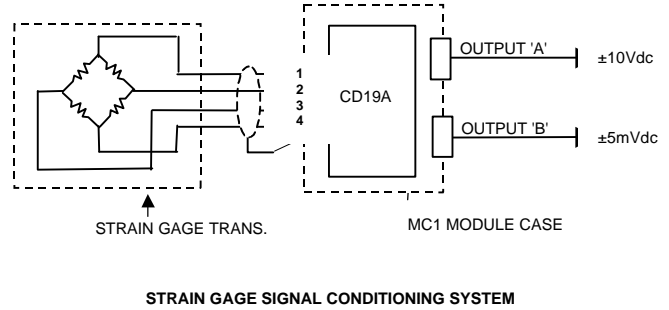 1
2
3
4
CD19A
OUTPUT 'A'
±10Vdc
OUTPUT 'B'
±5mVdc
STRAIN GAGE TRANS.
MC1 MODULE CASE
STRAIN GAGE SIGNAL CONDITIONING SYSTEM